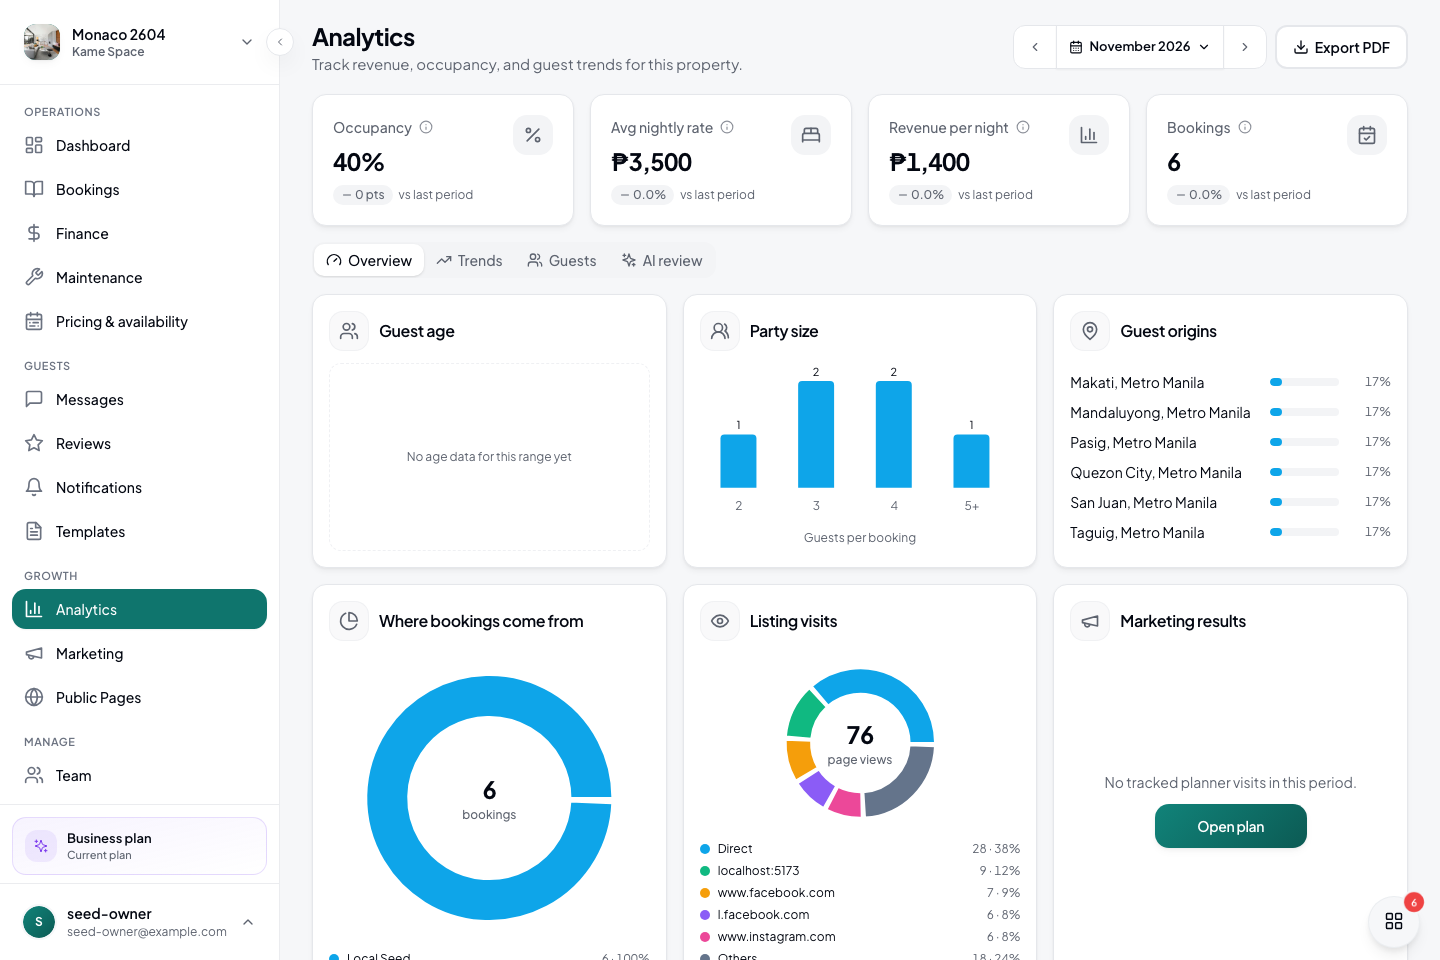 Monaco 2604
Kame Space
OPERATIONS
Dashboard
Bookings
Finance
Maintenance
Pricing & availability
GUESTS
Messages
Reviews
Notifications
Templates
GROWTH
Analytics
Marketing
Public Pages
MANAGE
Team
Business plan
Current plan
S
seed-owner
seed-owner@example.com
Analytics
Track revenue, occupancy, and guest trends for this property.
November 2026
Export PDF
Occupancy
40%
— 0 pts vs last period
Avg nightly rate
₱3,500
— 0.0% vs last period
Revenue per night
₱1,400
— 0.0% vs last period
Bookings
6
— 0.0% vs last period
Overview Trends Guests AI review
Guest age
No age data for this range yet
Party size
1 2 2 1
2 3 4 5+
Guests per booking
Guest origins
Makati, Metro Manila 17%
Mandaluyong, Metro Manila 17%
Pasig, Metro Manila 17%
Quezon City, Metro Manila 17%
San Juan, Metro Manila 17%
Taguig, Metro Manila 17%
Where bookings come from
6
bookings
Local Seed 6 · 100%
Listing visits
76
page views
Direct 28 · 38%
localhost:5173 9 · 12%
www.facebook.com 7 · 9%
l.facebook.com 6 · 8%
www.instagram.com 6 · 8%
Others 18 · 24%
Marketing results
No tracked planner visits in this period.
Open plan
6